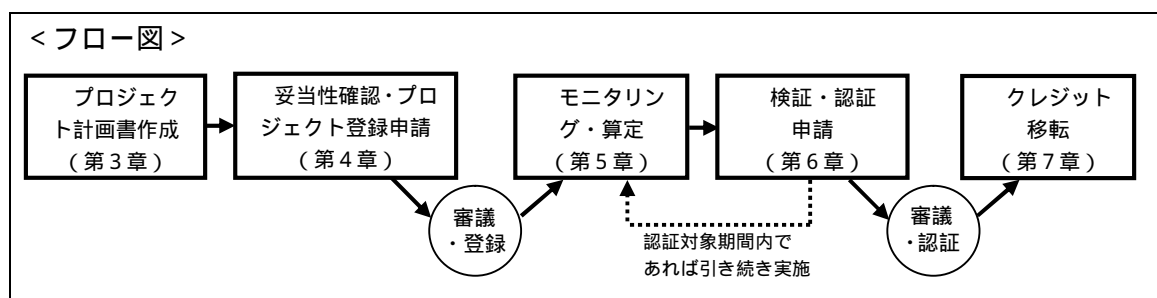 <フロー図>
プロジェク
ト計画書作成
(第3章)
妥当性確認・プロ
ジェクト登録申請
(第4章)
審議
・登録
モニタリン
グ・算定
(第5章)
検証・認証
申請
(第6章)
認証対象期間内で
あれば引き続き実施
審議
・認証
クレジット
移転
(第7章)